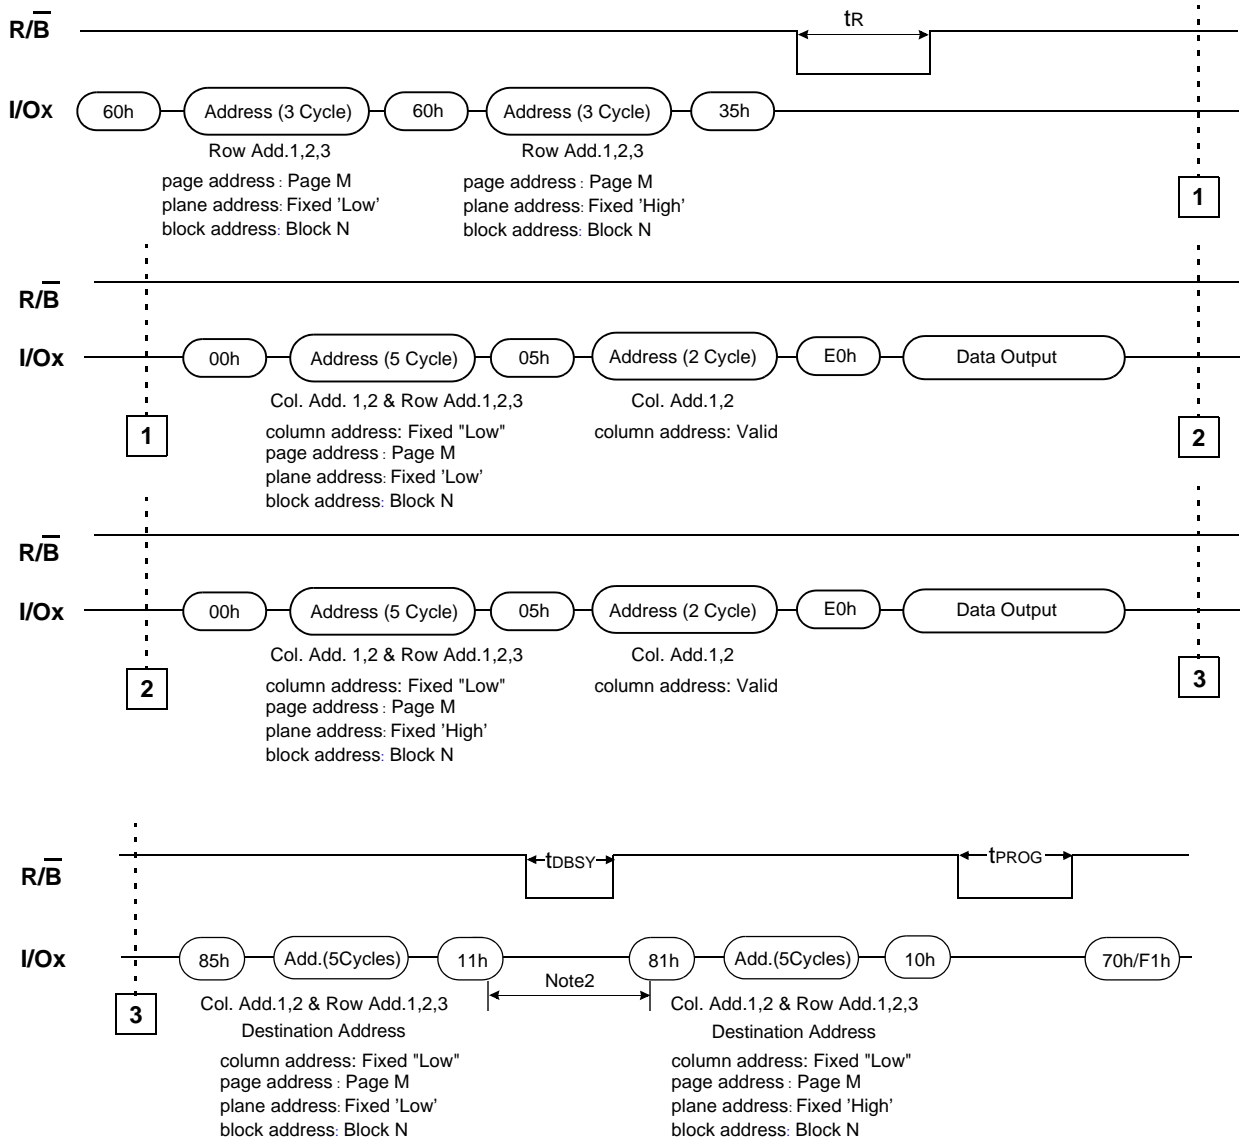 R/B tR
I/Ox 60h Address (3 Cycle) 60h Address (3 Cycle) 35h
Row Add.1,2,3 Row Add.1,2,3
page address : Page M page address : Page M
plane address: Fixed 'Low' plane address: Fixed 'High'
block address: Block N block address: Block N
1
R/B
I/Ox 00h Address (5 Cycle) 05h Address (2 Cycle) E0h Data Output
Col. Add. 1,2 & Row Add.1,2,3 Col. Add.1,2
column address: Fixed "Low" column address: Valid
page address : Page M
plane address: Fixed 'Low'
block address: Block N
1 2
R/B
I/Ox 00h Address (5 Cycle) 05h Address (2 Cycle) E0h Data Output
Col. Add. 1,2 & Row Add.1,2,3 Col. Add.1,2
column address: Fixed "Low" column address: Valid
page address : Page M
plane address: Fixed 'High'
block address: Block N
2 3
R/B tDBSY tPROG
I/Ox 85h Add.(5Cycles) 11h Note2 81h Add.(5Cycles) 10h 70h/F1h
3
Col. Add.1,2 & Row Add.1,2,3 Col. Add.1,2 & Row Add.1,2,3
Destination Address Destination Address
column address: Fixed "Low" column address: Fixed "Low"
page address : Page M page address : Page M
plane address: Fixed 'Low' plane address: Fixed 'High'
block address: Block N block address: Block N